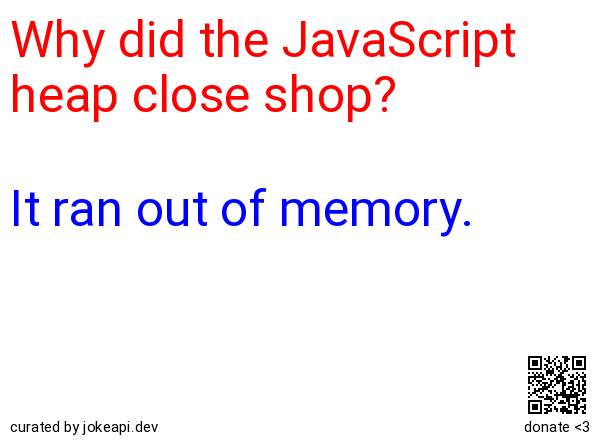 Why did the JavaScript
heap close shop?
It ran out of memory.
curated by jokeapi.dev
donate <3